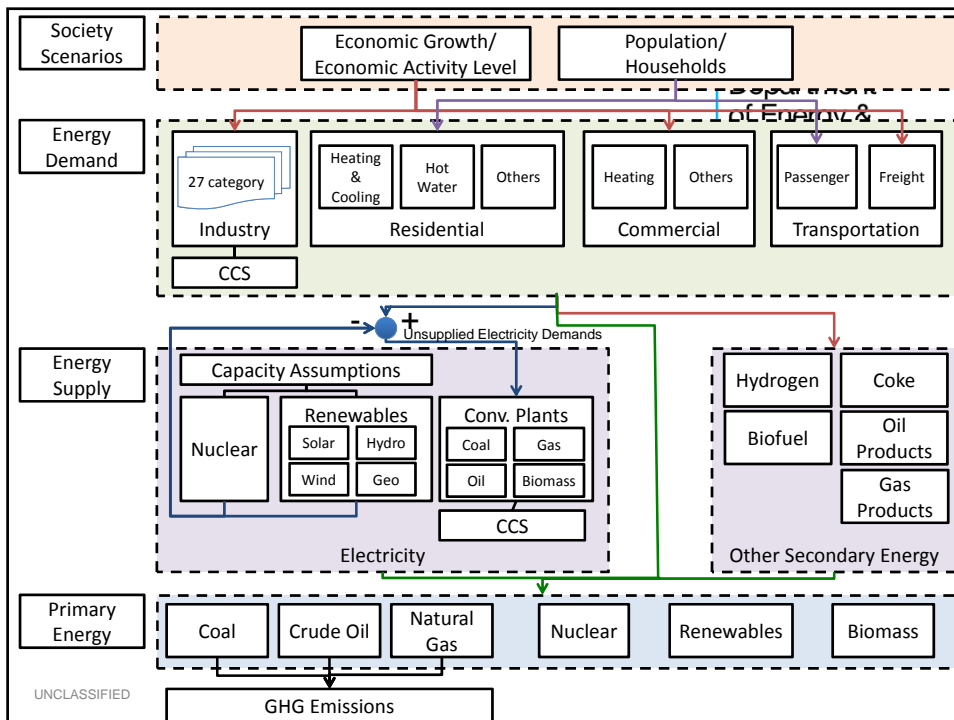 Society
Scenarios
Economic Growth/
Economic Activity Level
Population/
Households
Department
of Energy &
Energy
Demand
27 category
Industry
CCS
Heating
&
Cooling
Hot
Water
Others
Residential
Heating
Others
Commercial
Passenger
Freight
Transportation
- +
Unsupplied Electricity Demands
Energy
Supply
Capacity Assumptions
Nuclear
Renewables
Solar
Hydro
Wind
Geo
Conv. Plants
Coal
Gas
Oil
Biomass
CCS
Electricity
Hydrogen
Coke
Biofuel
Oil
Products
Gas
Products
Other Secondary Energy
Primary
Energy
Coal
Crude Oil
Natural
Gas
Nuclear
Renewables
Biomass
UNCLASSIFIED
GHG Emissions